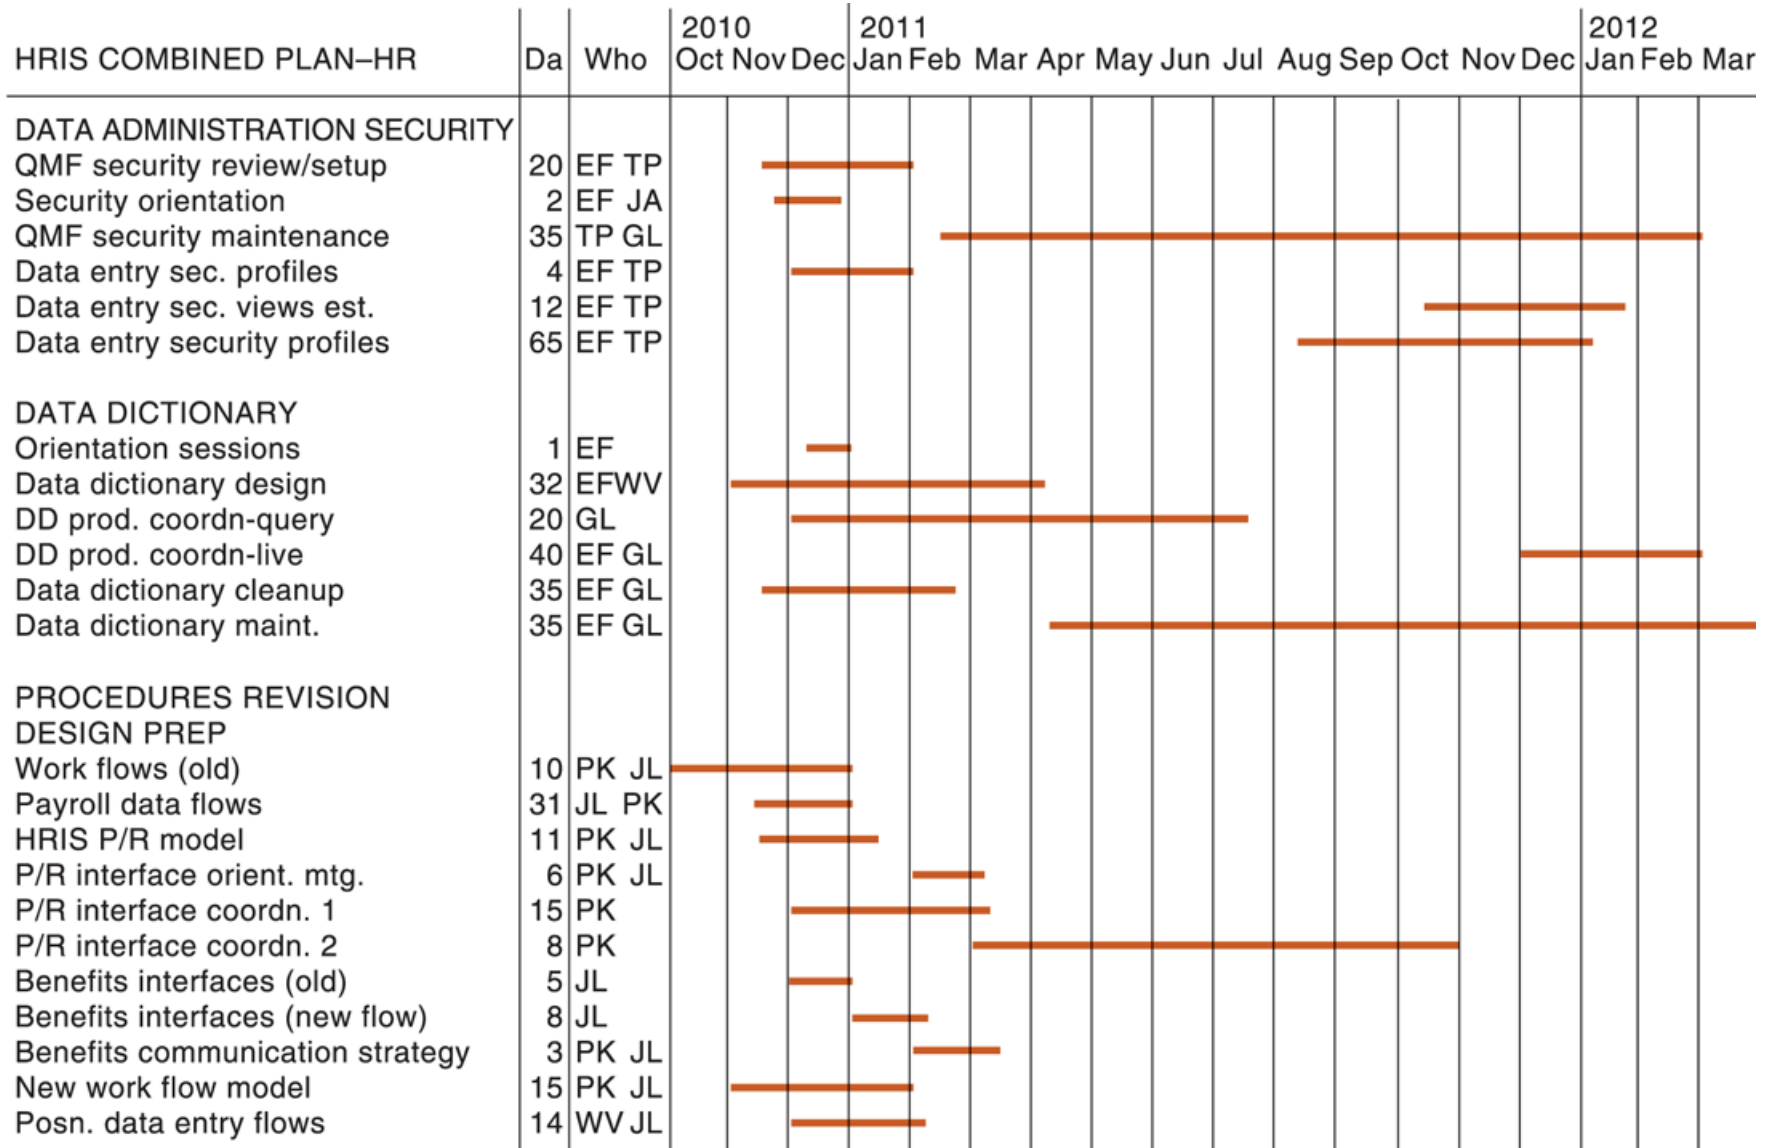 2010 2011 2012
HRIS COMBINED PLAN–HR Da Who Oct Nov Dec Jan Feb Mar Apr May Jun Jul Aug Sep Oct Nov Dec Jan Feb Mar
DATA ADMINISTRATION SECURITY
QMF security review/setup 20 EF TP
Security orientation 2 EF JA
QMF security maintenance 35 TP GL
Data entry sec. profiles 4 EF TP
Data entry sec. views est. 12 EF TP
Data entry security profiles 65 EF TP
DATA DICTIONARY
Orientation sessions 1 EF
Data dictionary design 32 EFWV
DD prod. coordn-query 20 GL
DD prod. coordn-live 40 EF GL
Data dictionary cleanup 35 EF GL
Data dictionary maint. 35 EF GL
PROCEDURES REVISION
DESIGN PREP
Work flows (old) 10 PK JL
Payroll data flows 31 JL PK
HRIS P/R model 11 PK JL
P/R interface orient. mtg. 6 PK JL
P/R interface coordn. 1 15 PK
P/R interface coordn. 2 8 PK
Benefits interfaces (old) 5 JL
Benefits interfaces (new flow) 8 JL
Benefits communication strategy 3 PK JL
New work flow model 15 PK JL
Posn. data entry flows 14 WV JL